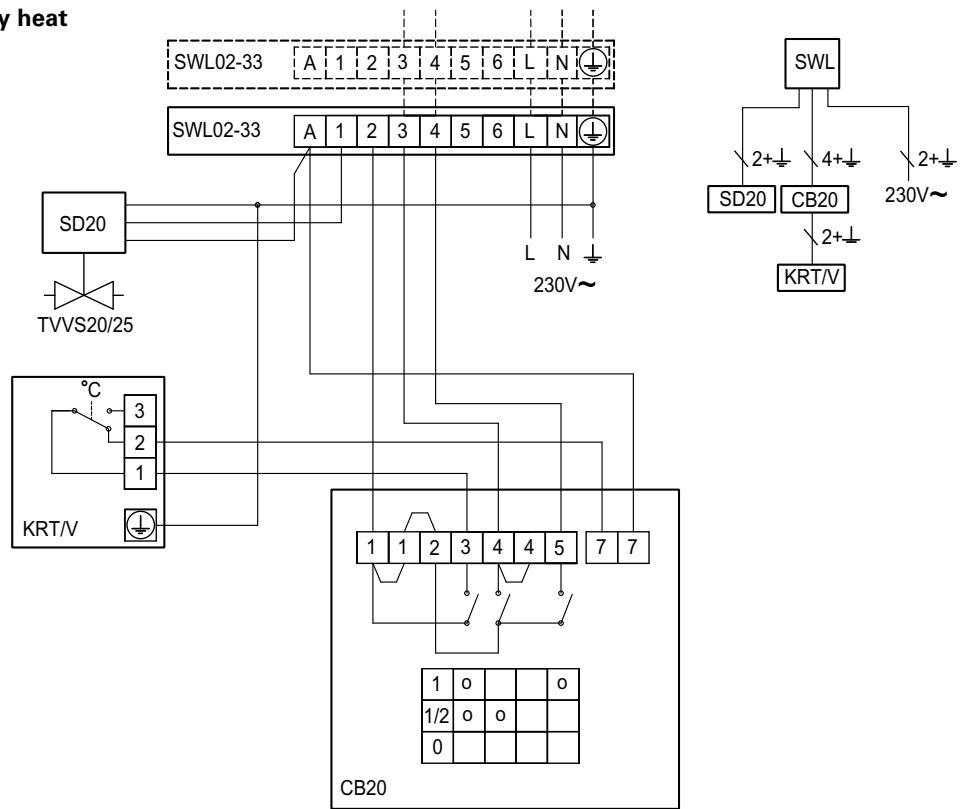 y heat
SWL02-33 A 1 2 3 4 5 6 L N
SWL02-33 A 1 2 3 4 5 6 L N
SD20
TVVS20/25
L N
230V~
SWL
2+ 4+ 2+
SD20 CB20 230V~
2+
KRT/V
°C
3
2
1
KRT/V
1 1 2 3 4 4 5 7 7
1 o o
1/2 o o
0
CB20